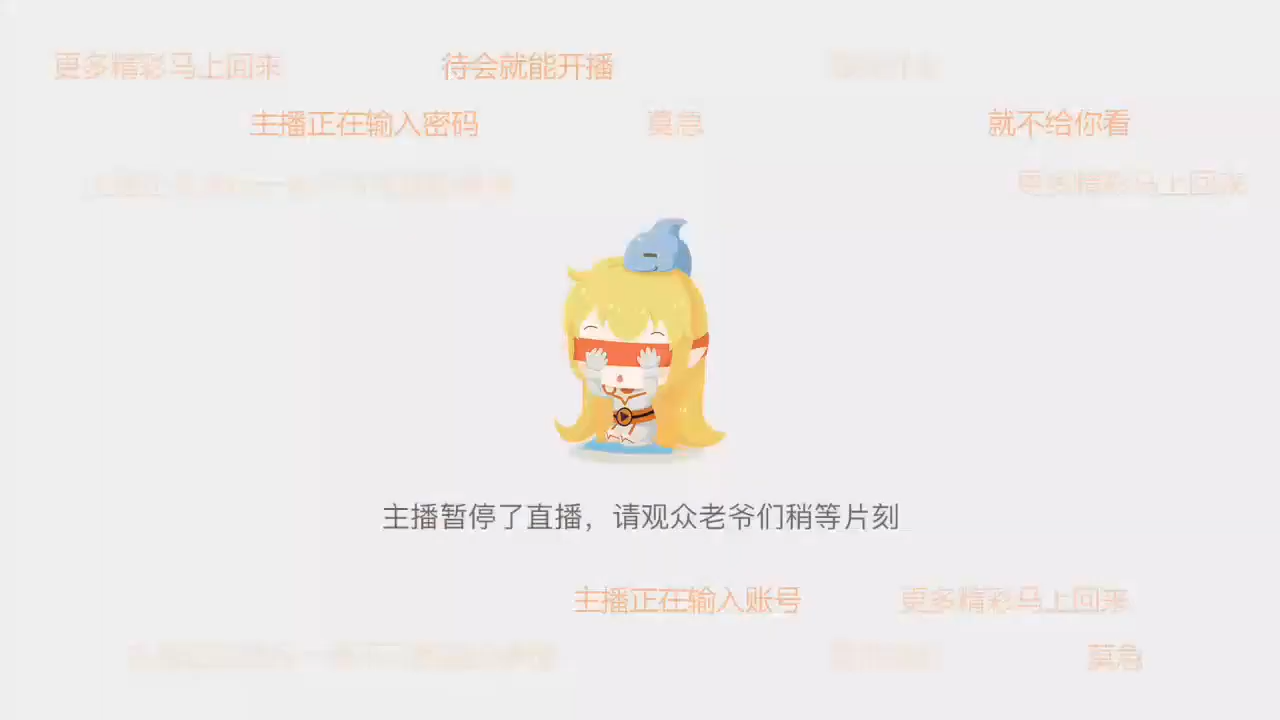 更多精彩马上回来
待会就能开播
主播正在输入密码
莫急
就不给你看
更多精彩马上回来
主播暂停了直播，请观众老爷们稍等片刻
主播正在输入账号
更多精彩马上回来
莫急